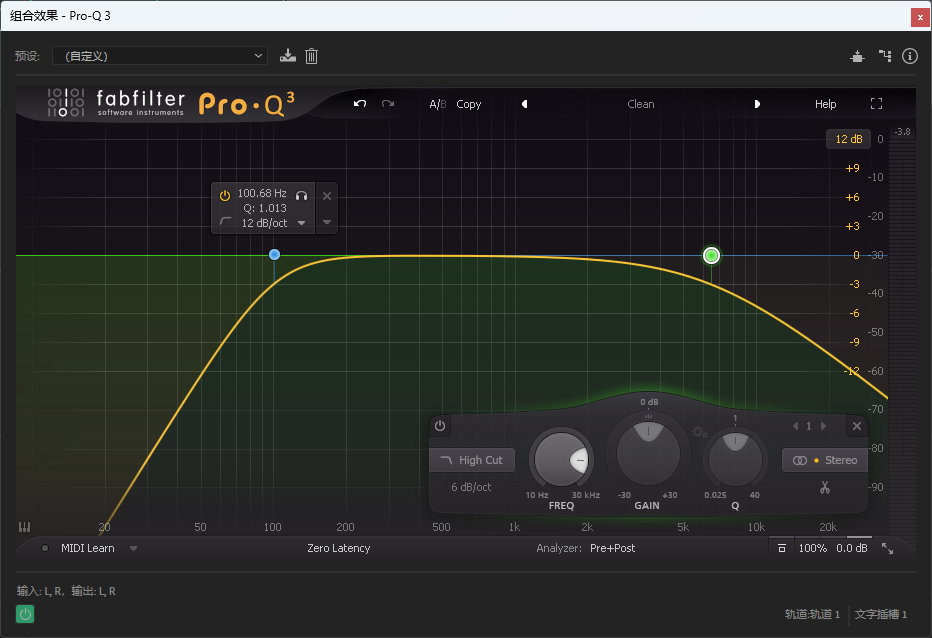 组合效果 - Pro-Q 3
x
预设: (自定义)
fabfilter
software instruments
Pro·Q3
A/B Copy Clean Help
12 dB 0 -3.8
+9 -10
+6 -20
+3
0 -30
-3 -40
-6 -50
-9
-12 -60
-70
-80
-90
100.68 Hz
Q: 1.013
12 dB/oct
0 dB 1 1
High Cut Stereo
6 dB/oct
10 Hz 30 kHz -30 +30 0.025 40
FREQ GAIN Q
20 50 100 200 500 1k 2k 5k 10k 20k
MIDI Learn Zero Latency Analyzer: Pre+Post 100% 0.0 dB
输入: L, R, 输出: L, R
轨道:轨道 1 文字插槽 1